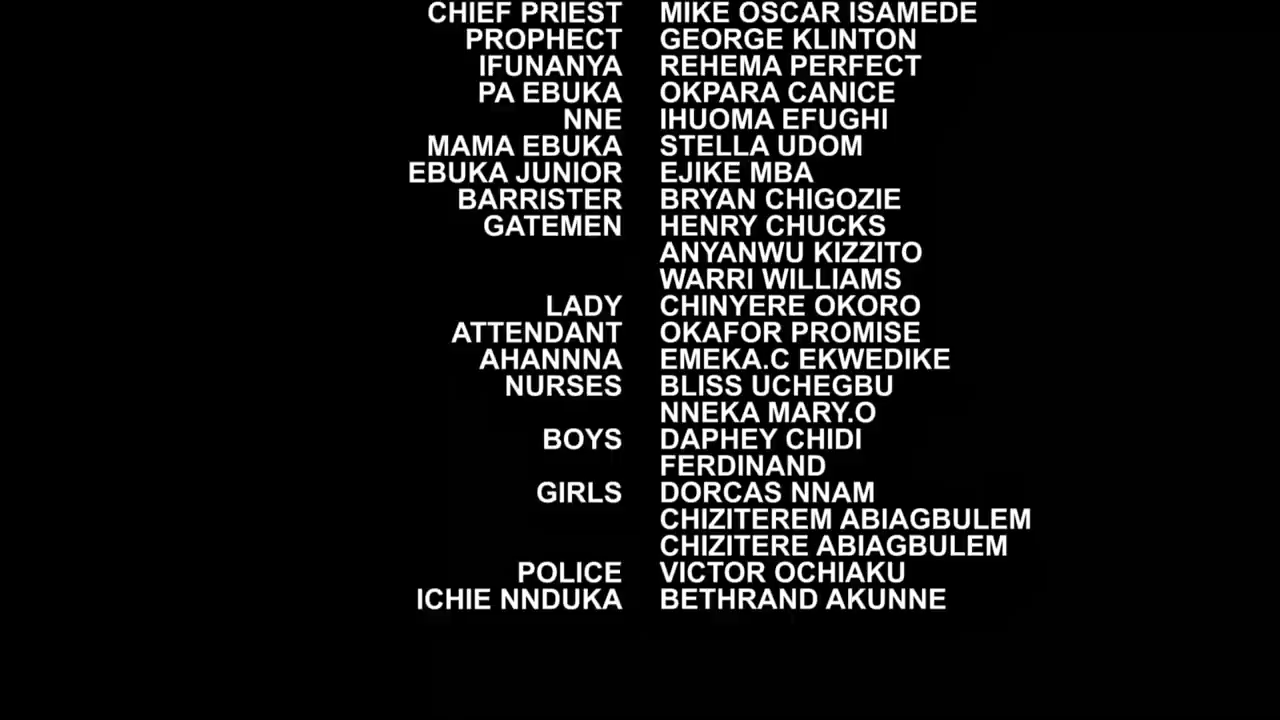 CHIEF PRIEST MIKE OSCAR ISAMEDE
PROPHECT GEORGE KLINTON
IFUNANYA REHEMA PERFECT
PA EBUKA OKPARA CANICE
NNE IHUOMA EFUGHI
MAMA EBUKA STELLA UDOM
EBUKA JUNIOR EJIKE MBA
BARRISTER BRYAN CHIGOZIE
GATEMEN HENRY CHUCKS
ANYANWU KIZZITO
WARRI WILLIAMS
LADY CHINYERE OKORO
ATTENDANT OKAFOR PROMISE
AHANNNA EMEKA.C EKWEDIKE
NURSES BLISS UCHEGBU
NNEKA MARY.O
BOYS DAPHEY CHIDI
FERDINAND
GIRLS DORCAS NNAM
CHIZITEREM ABIAGBULEM
CHIZITERE ABIAGBULEM
POLICE VICTOR OCHIAKU
ICHIE NNDUKA BETHRAND AKUNNE